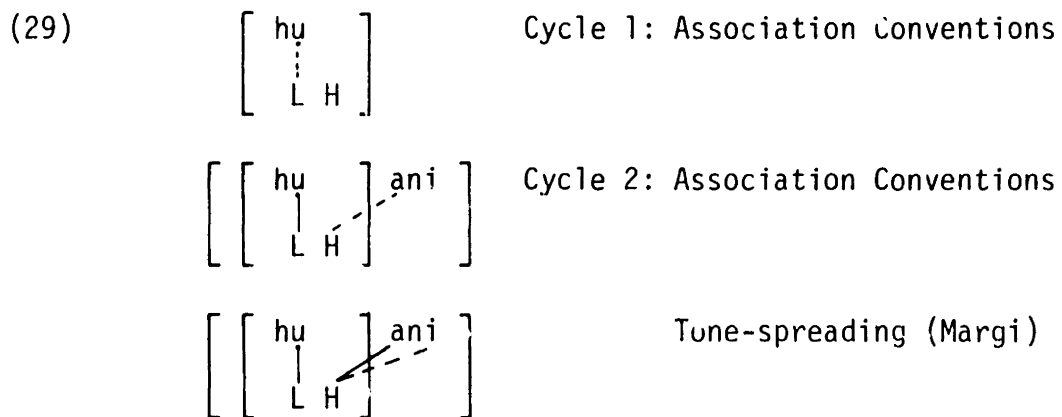 (29) [ hu Cycle 1: Association Conventions
L H ]
[ [ hu ] ani ] Cycle 2: Association Conventions
L H
[ [ hu ] ani ] Tone-spreading (Margi)
L H